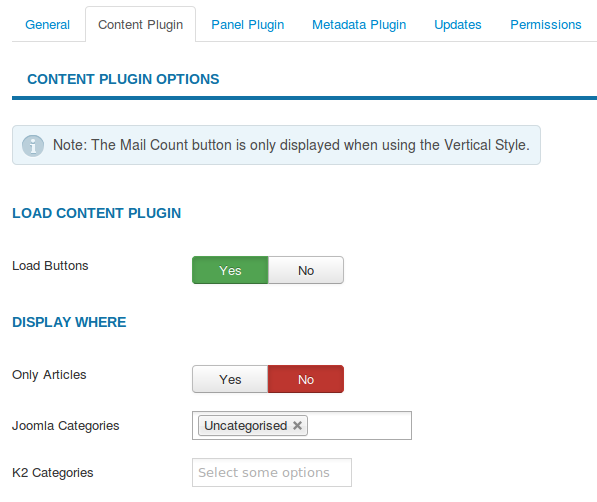 General Content Plugin Panel Plugin Metadata Plugin Updates Permissions
CONTENT PLUGIN OPTIONS
Note: The Mail Count button is only displayed when using the Vertical Style.
LOAD CONTENT PLUGIN
Load Buttons Yes No
DISPLAY WHERE
Only Articles Yes No
Joomla Categories Uncategorised
K2 Categories Select some options